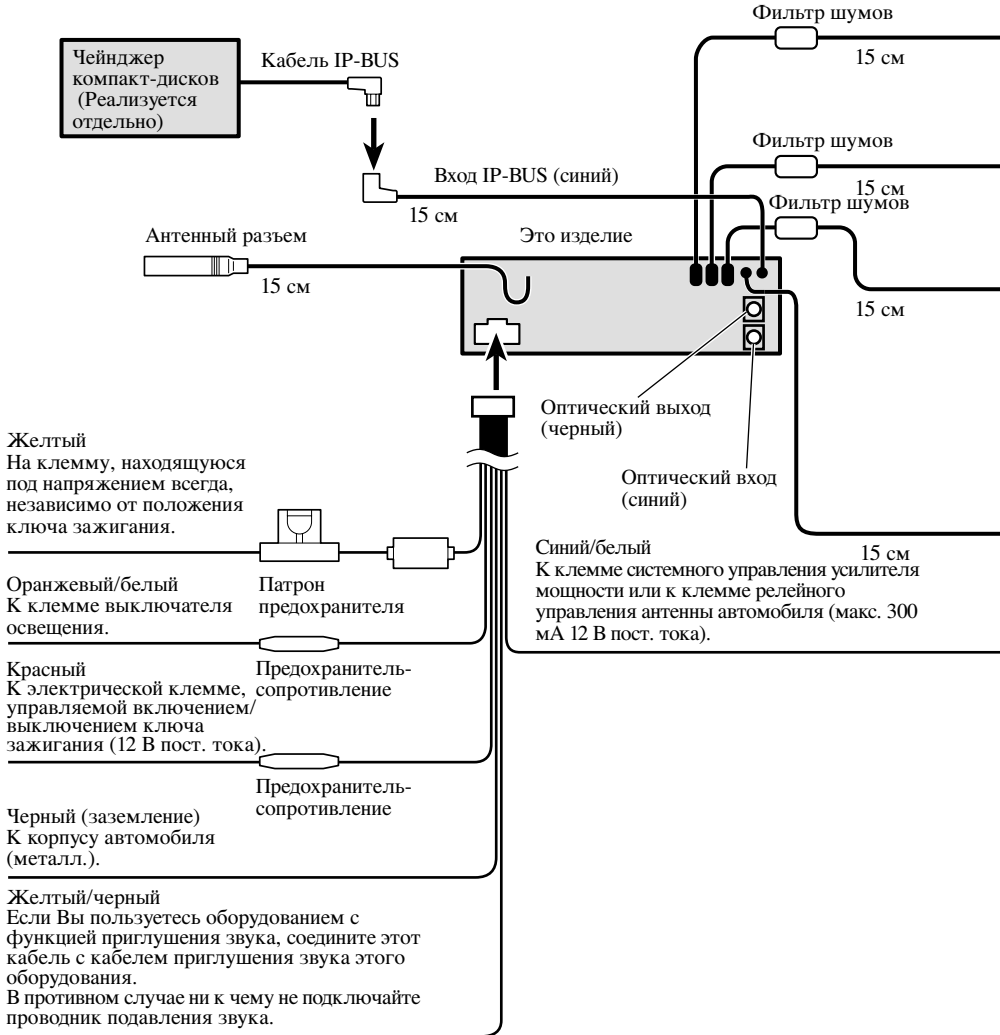 Фильтр шумов
15 см
Чейнджер
компакт-дисков
(Реализуется
отдельно)
Кабель IP-BUS
Фильтр шумов
15 см
Вход IP-BUS (синий)
15 см
Фильтр шумов
15 см
Антенный разъем
15 см
Это изделие
Оптический выход
(черный)
Оптический вход
(синий)
15 см
Желтый
На клемму, находящуюся
под напряжением всегда,
независимо от положения
ключа зажигания.
Патрон
предохранителя
Синий/белый
К клемме системного управления усилителя
мощности или к клемме релейного
управления антенны автомобиля (макс. 300
мА 12 В пост. тока).
Оранжевый/белый
К клемме выключателя
освещения.
Предохранитель-
сопротивление
Красный
К электрической клемме,
управляемой включением/
выключением ключа
зажигания (12 В пост. тока).
Предохранитель-
сопротивление
Черный (заземление)
К корпусу автомобиля
(металл.).
Желтый/черный
Если Вы пользуетесь оборудованием с
функцией приглушения звука, соедините этот
кабель с кабелем приглушения звука этого
оборудования.
В противном случае ни к чему не подключайте
проводник подавления звука.